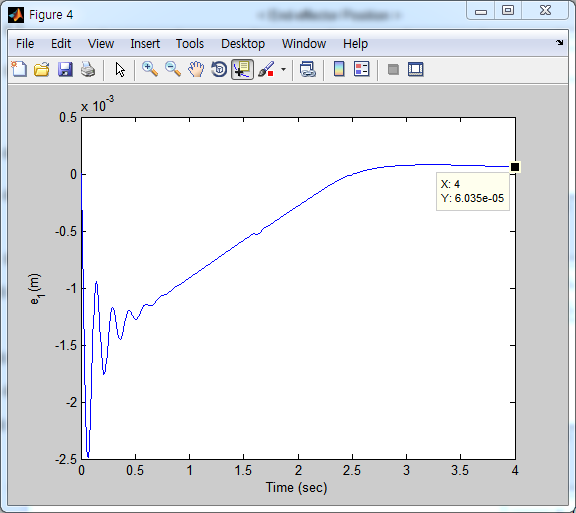 Figure 4
File Edit View Insert Tools Desktop Window Help
x 10^-3
0.5
0
-0.5
-1
-1.5
-2
-2.5
e_1 (m)
X: 4
Y: 6.035e-05
0 0.5 1 1.5 2 2.5 3 3.5 4
Time (sec)